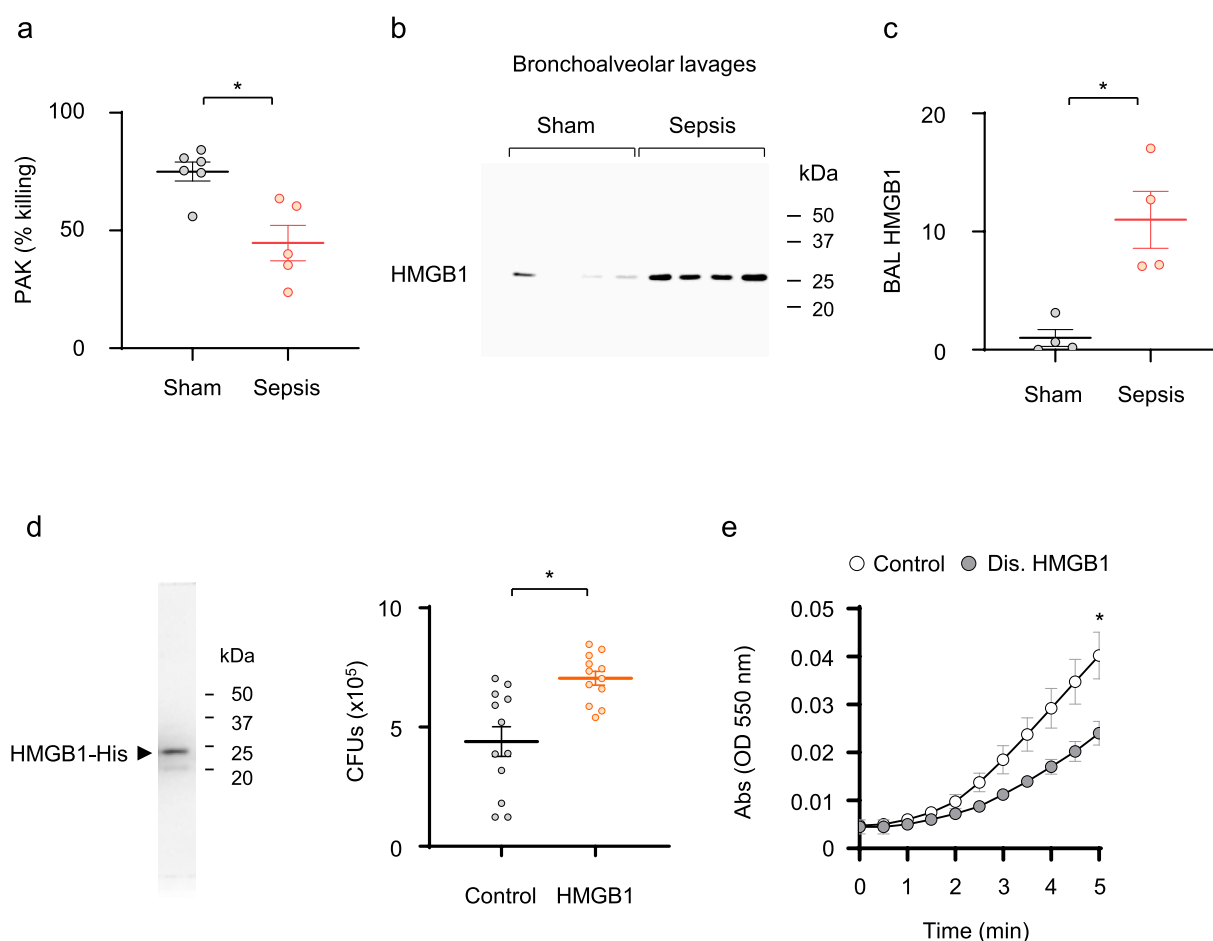 a
*
100
50
0
PAK (% killing)
Sham
Sepsis
b
Bronchoalveolar lavages
Sham
Sepsis
kDa
50
37
25
20
HMGB1
c
*
20
10
0
BAL HMGB1
Sham
Sepsis
d
kDa
50
37
25
20
HMGB1-His
*
10
5
0
CFUs (x10⁵)
Control
HMGB1
e
Control
Dis. HMGB1
0.05
0.04
0.03
0.02
0.01
0
*
Abs (OD 550 nm)
0 1 2 3 4 5
Time (min)